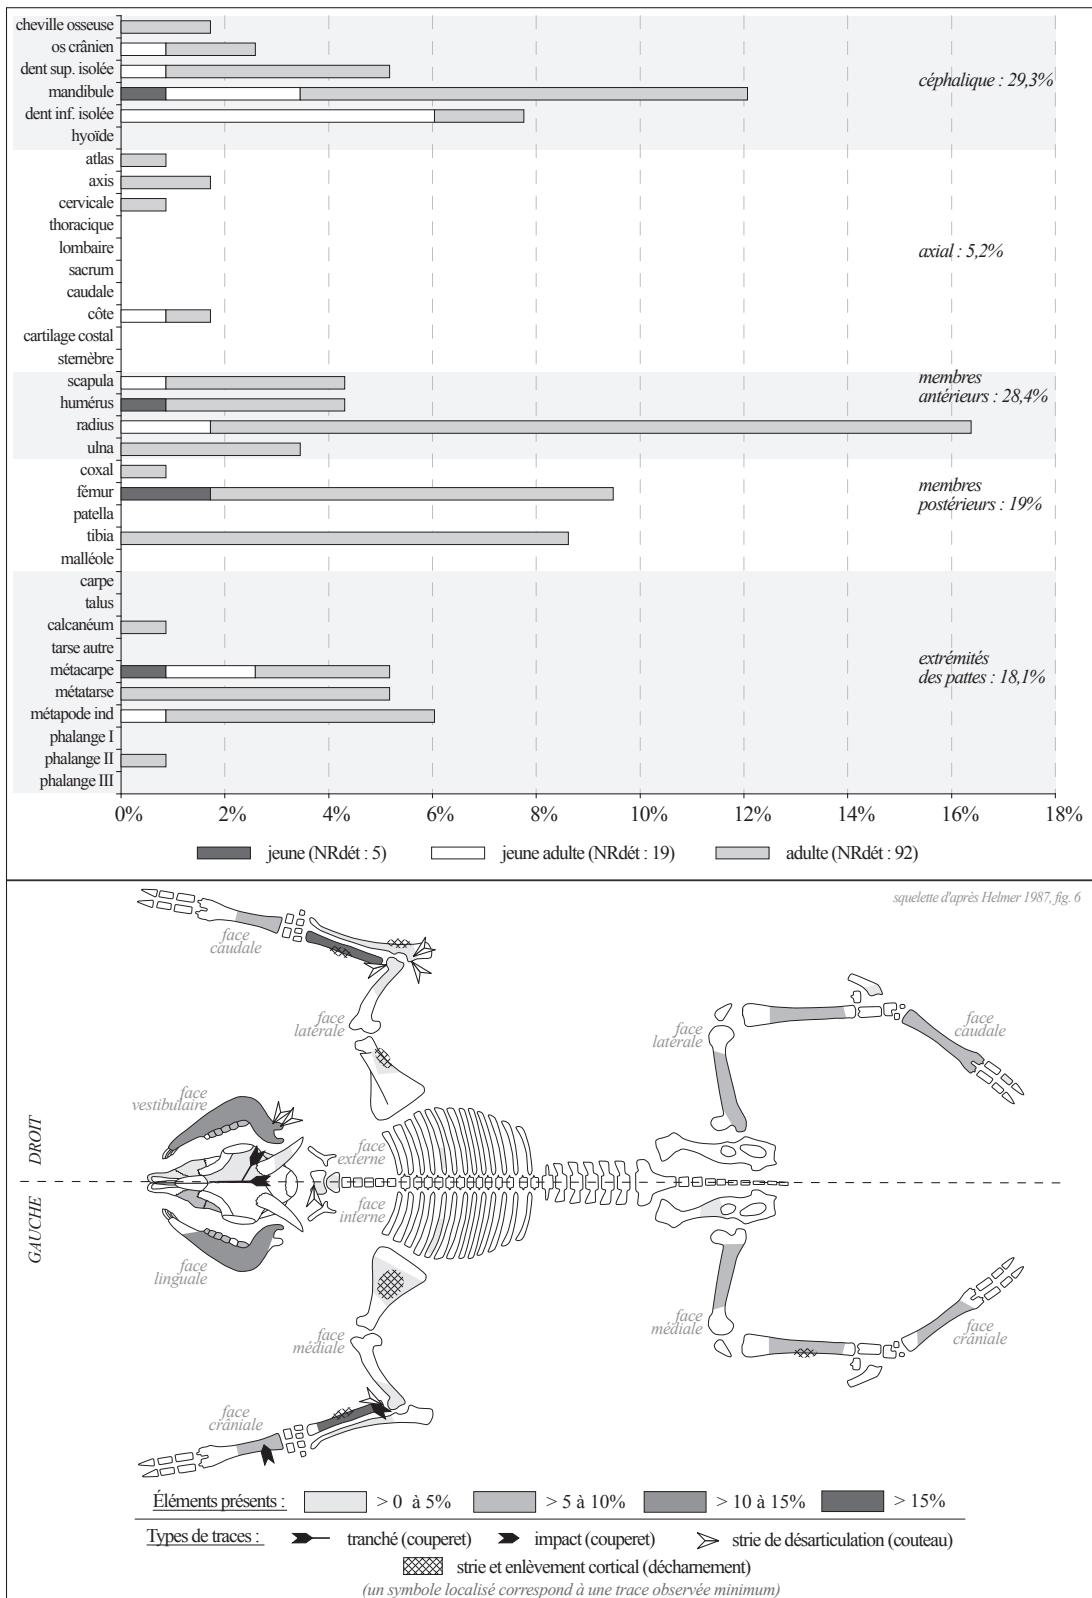 cheville osseuse
os crânien
dent sup. isolée
mandibule
dent inf. isolée
hyoïde
céphalique : 29,3%
atlas
axis
cervicale
thoracique
lombaire
sacrum
caudale
côte
cartilage costal
sternèbre
axial : 5,2%
scapula
humérus
radius
ulna
membres
antérieurs : 28,4%
coxal
fémur
patella
tibia
malléole
membres
postérieurs : 19%
carpe
talus
calcanéum
tarse autre
métacarpe
métatarse
métapode ind
phalange I
phalange II
phalange III
extrémités
des pattes : 18,1%
0% 2% 4% 6% 8% 10% 12% 14% 16% 18%
jeune (NRdét : 5) jeune adulte (NRdét : 19) adulte (NRdét : 92)
squelette d'après Helmer 1987, fig. 6
face
caudale
face
latérale
face
latérale
face
caudale
face
vestibulaire
face
externe
DROIT
GAUCHE
face
interne
face
linguale
face
médiale
face
médiale
face
crâniale
face
crâniale
Éléments présents : > 0 à 5% > 5 à 10% > 10 à 15% > 15%
Types de traces : tranché (couperet) impact (couperet) strie de désarticulation (couteau)
strie et enlèvement cortical (décharnement)
(un symbole localisé correspond à une trace observée minimum)